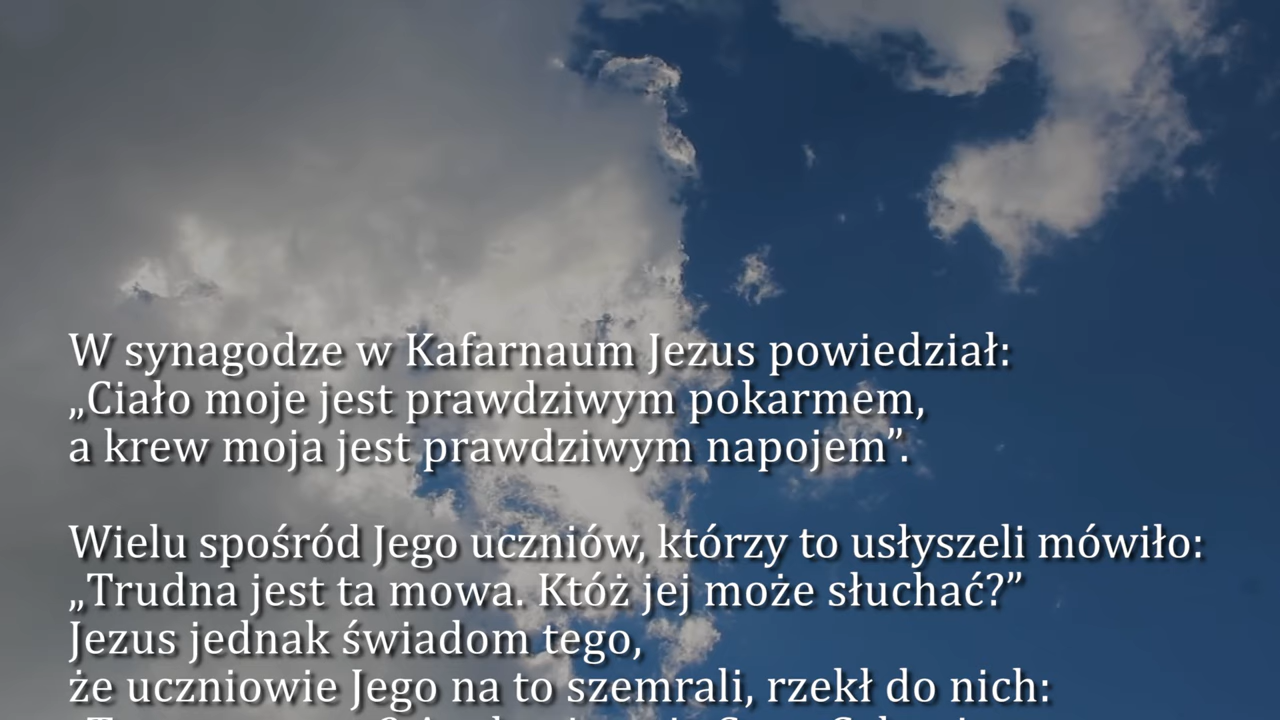 W synagodze w Kafarnaum Jezus powiedział:
„Ciało moje jest prawdziwym pokarmem,
a krew moja jest prawdziwym napojem”.
Wielu spośród Jego uczniów, którzy to usłyszeli mówiło:
„Trudna jest ta mowa. Któż jej może słuchać?”
Jezus jednak świadom tego,
że uczniowie Jego na to szemrali, rzekł do nich: